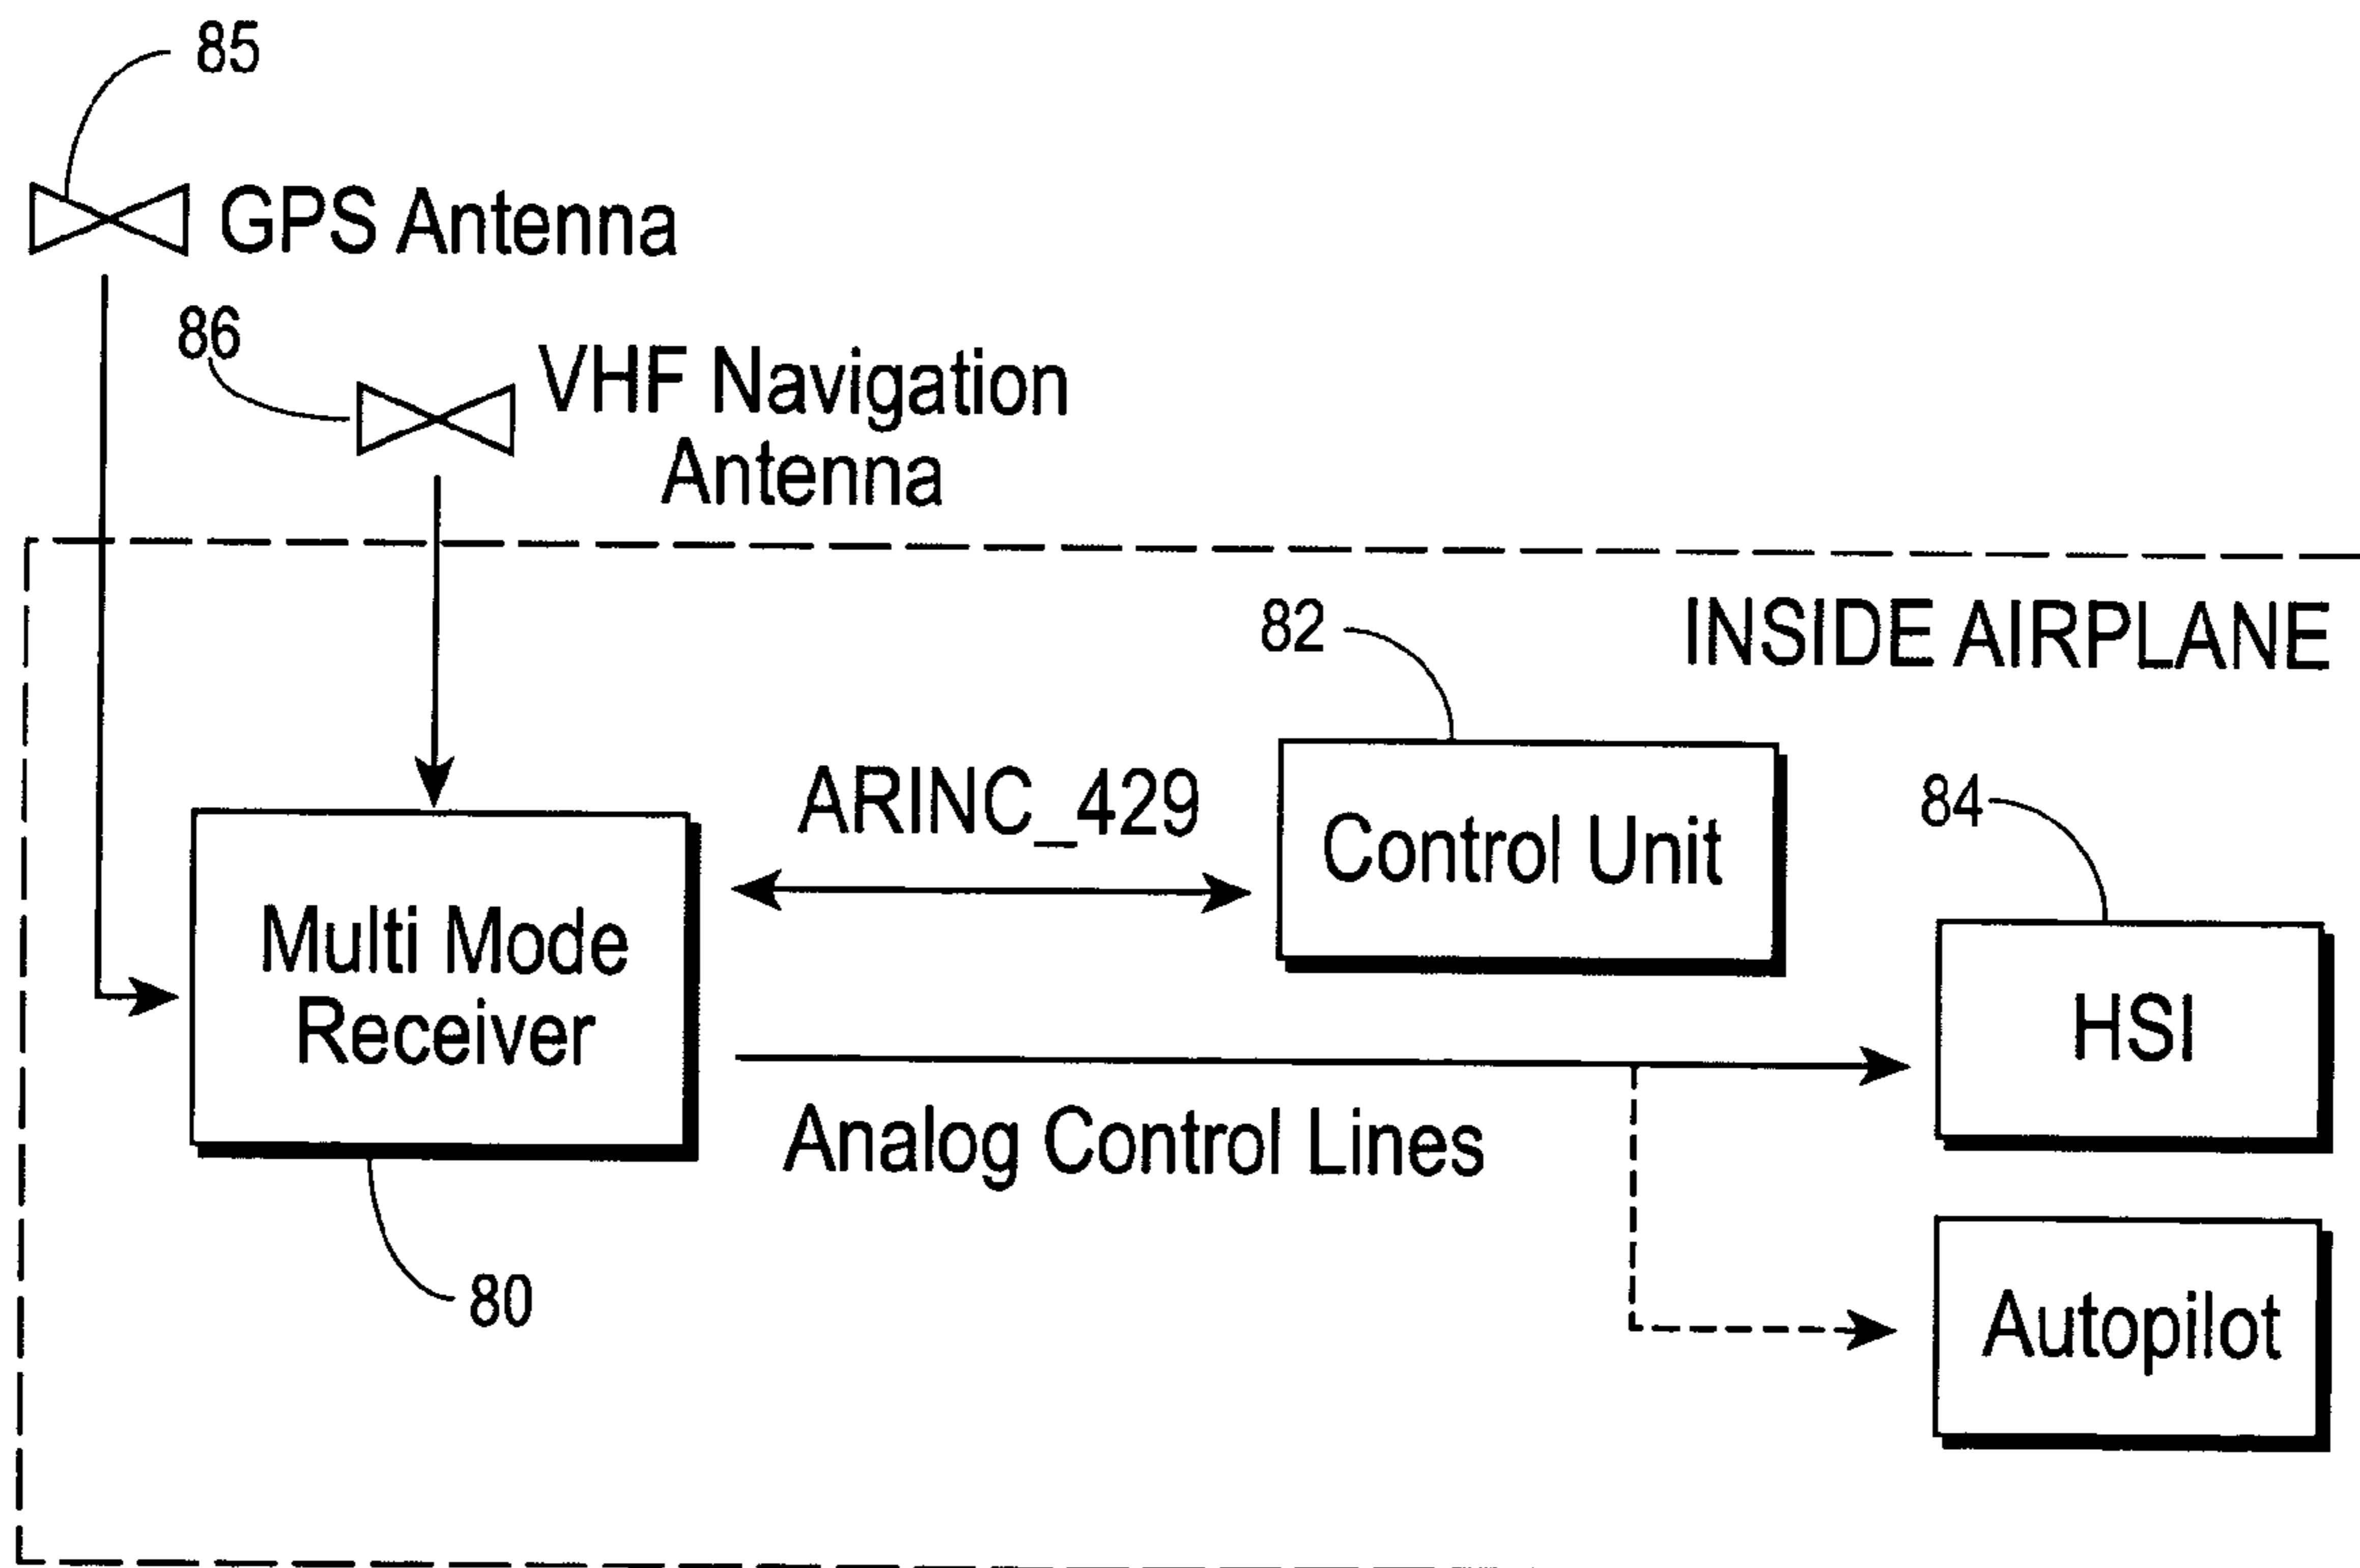 85
GPS Antenna
86
VHF Navigation
Antenna
INSIDE AIRPLANE
82
ARINC_429
Control Unit
84
Multi Mode
Receiver
HSI
Analog Control Lines
80
Autopilot